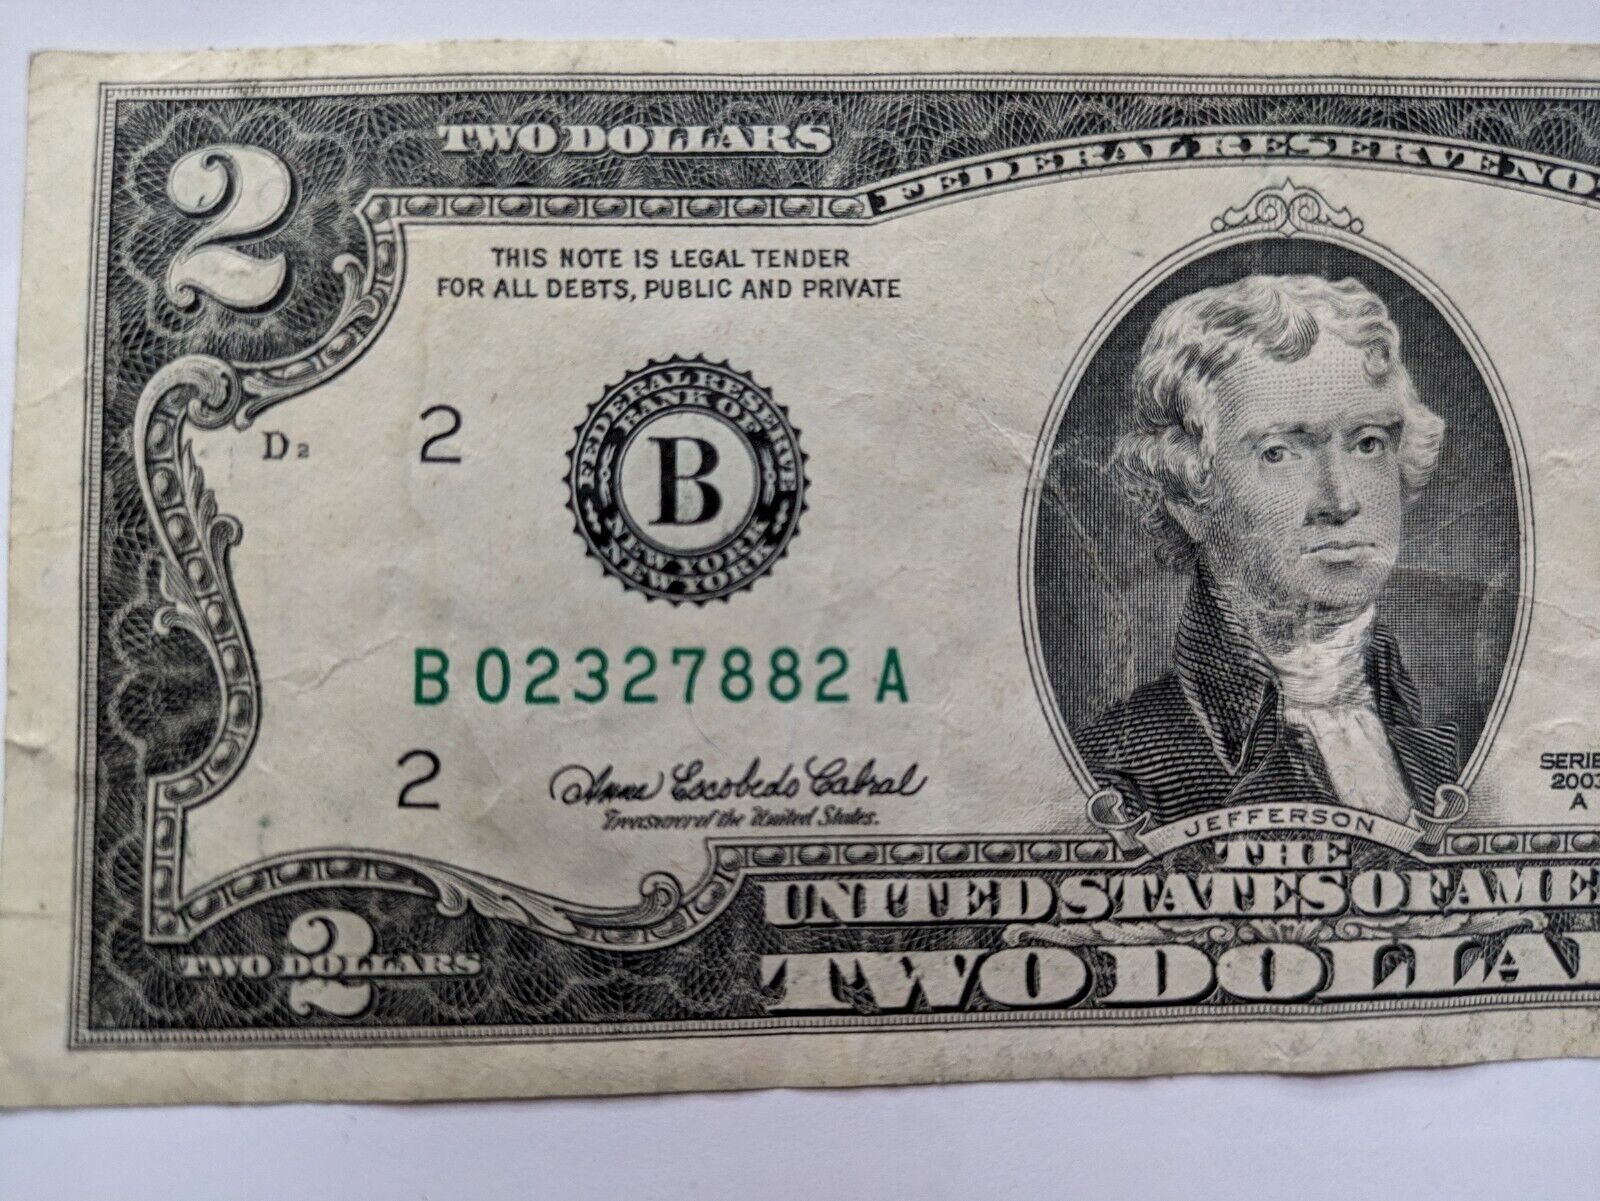 TWO DOLLARS
FEDERAL RESERVE NO
2
THIS NOTE IS LEGAL TENDER
FOR ALL DEBTS, PUBLIC AND PRIVATE
D2
2
FEDERAL RESERVE
BANK OF
B
NEW YORK
NEW YORK
B 02327882 A
2
Anna Escobedo Cabral
Treasurer of the United States.
SERIE
2003
A
JEFFERSON
THE
UNITED STATES OF AME
TWO DOLLA
2
TWO DOLLARS